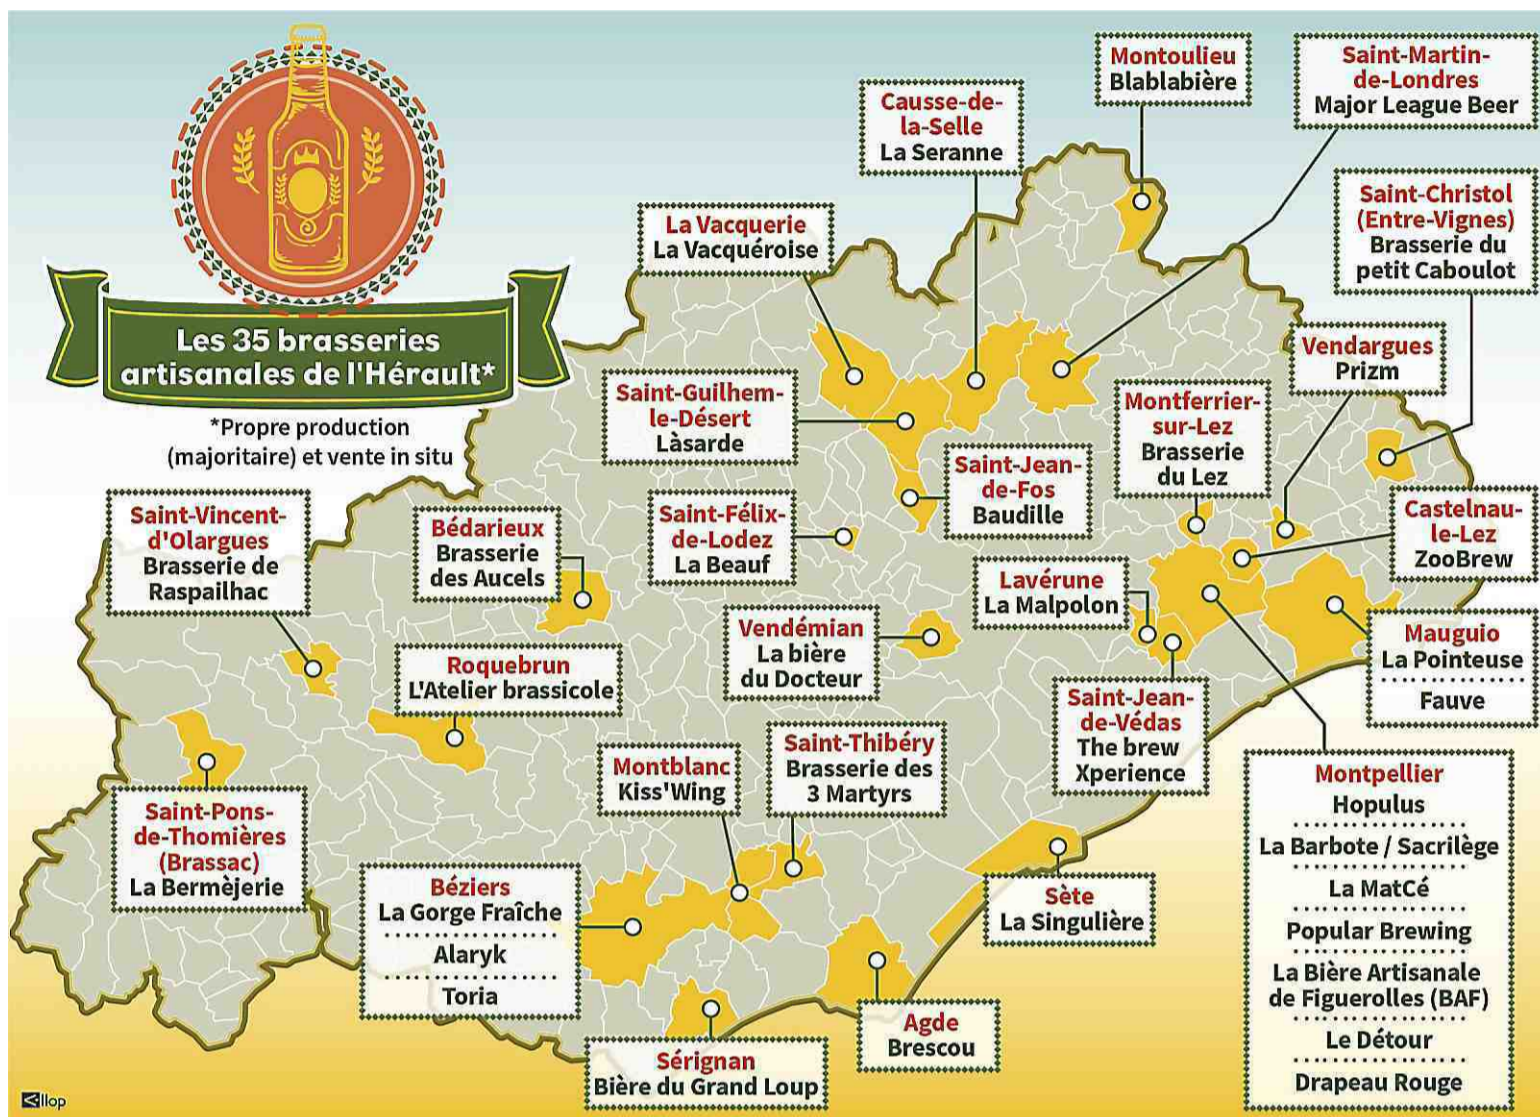 Les 35 brasseries
artisanales de l'Hérault*
*Propre production
(majoritaire) et vente in situ
Montoulieu
Blablabière
Saint-Martin-
de-Londres
Major League Beer
Causse-de-
la-Selle
La Seranne
Saint-Christol
(Entre-Vignes)
Brasserie du
petit Caboulot
La Vacquerie
La Vacquéroise
Vendargues
Prizm
Saint-Guilhem-
le-Désert
Làsarde
Montferrier-
sur-Lez
Brasserie
du Lez
Saint-Jean-
de-Fos
Baudille
Saint-Vincent-
d'Olargues
Brasserie de
Raspailhac
Bédarieux
Brasserie
des Aucels
Saint-Félix-
de-Lodez
La Beauf
Castelnau-
le-Lez
ZooBrew
Lavérune
La Malpolon
Vendémian
La bière
du Docteur
Mauguio
La Pointeuse
Fauve
Roquebrun
L'Atelier brassicole
Saint-Jean-
de-Védas
The brew
Xperience
Saint-Thibéry
Brasserie des
3 Martyrs
Montblanc
Kiss'Wing
Montpellier
Hopulus
La Barbote / Sacrilège
La MatCé
Popular Brewing
La Bière Artisanale
de Figuerolles (BAF)
Le Détour
Drapeau Rouge
Saint-Pons-
de-Thomières
(Brassac)
La Bermèjerie
Béziers
La Gorge Fraîche
Alaryk
Toria
Sète
La Singulière
Agde
Brescou
Sérignan
Bière du Grand Loup
llop